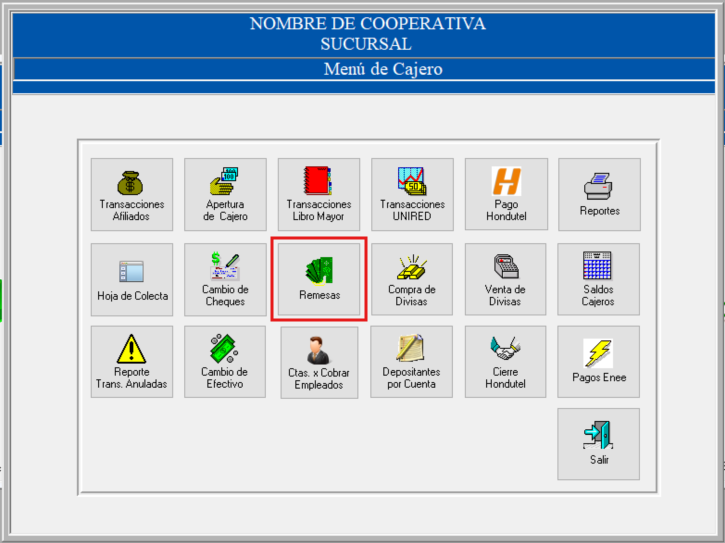 NOMBRE DE COOPERATIVA
SUCURSAL
Menú de Cajero
Transacciones
Afiliados
Apertura
de Cajero
Transacciones
Libro Mayor
Transacciones
UNIRED
Pago
Hondutel
Reportes
Hoja de Colecta
Cambio de
Cheques
Remesas
Compra de
Divisas
Venta de
Divisas
Saldos
Cajeros
Reporte
Trans. Anuladas
Cambio de
Efectivo
Ctas. x Cobrar
Empleados
Depositantes
por Cuenta
Cierre
Hondutel
Pagos Enee
Salir